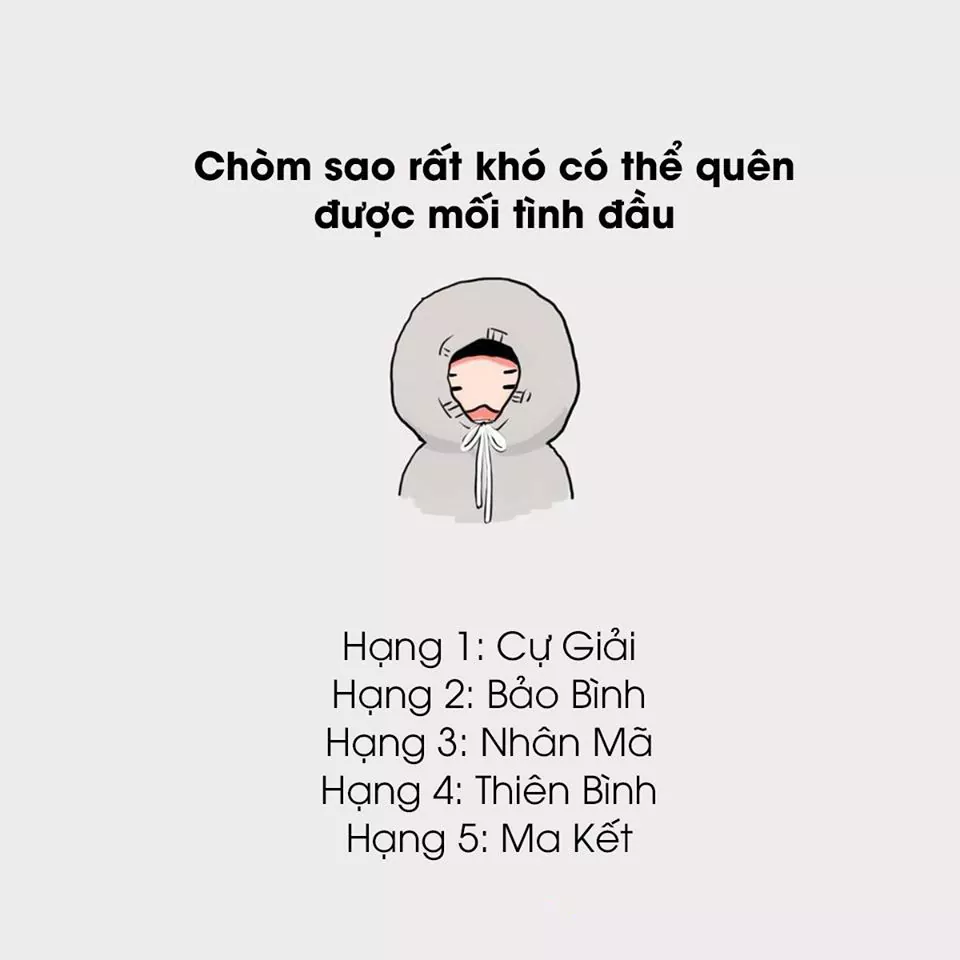 Chòm sao rất khó có thể quên
được mối tình đầu
Hạng 1: Cự Giải
Hạng 2: Bảo Bình
Hạng 3: Nhân Mã
Hạng 4: Thiên Bình
Hạng 5: Ma Kết